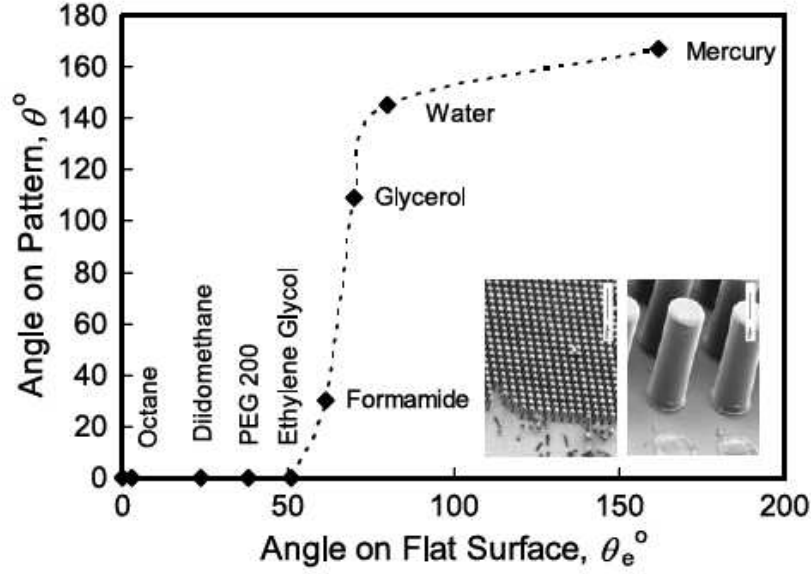 180
160
140
120
100
80
60
40
20
0
Angle on Pattern, θ°
Mercury
Water
Glycerol
Formamide
Octane
Diidomethane
PEG 200
Ethylene Glycol
0
50
100
150
200
Angle on Flat Surface, θe°